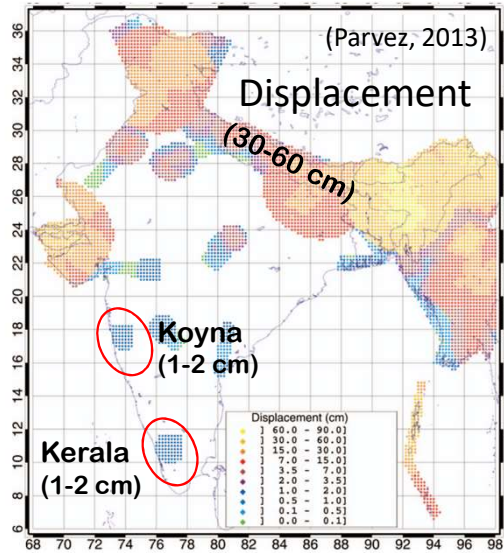 (Parvez, 2013)
Displacement
(30-60 cm)
Koyna
(1-2 cm)
Kerala
(1-2 cm)
Displacement (cm)
] 60.0 - 90.0]
] 30.0 - 60.0]
] 15.0 - 30.0]
] 7.0 - 15.0]
] 3.5 - 7.0]
] 2.0 - 3.5]
] 1.0 - 2.0]
] 0.5 - 1.0]
] 0.1 - 0.5]
] 0.0 - 0.1]
36
34
32
30
28
26
24
22
20
18
16
14
12
10
8
6
68 70 72 74 76 78 80 82 84 86 88 90 92 94 96 98